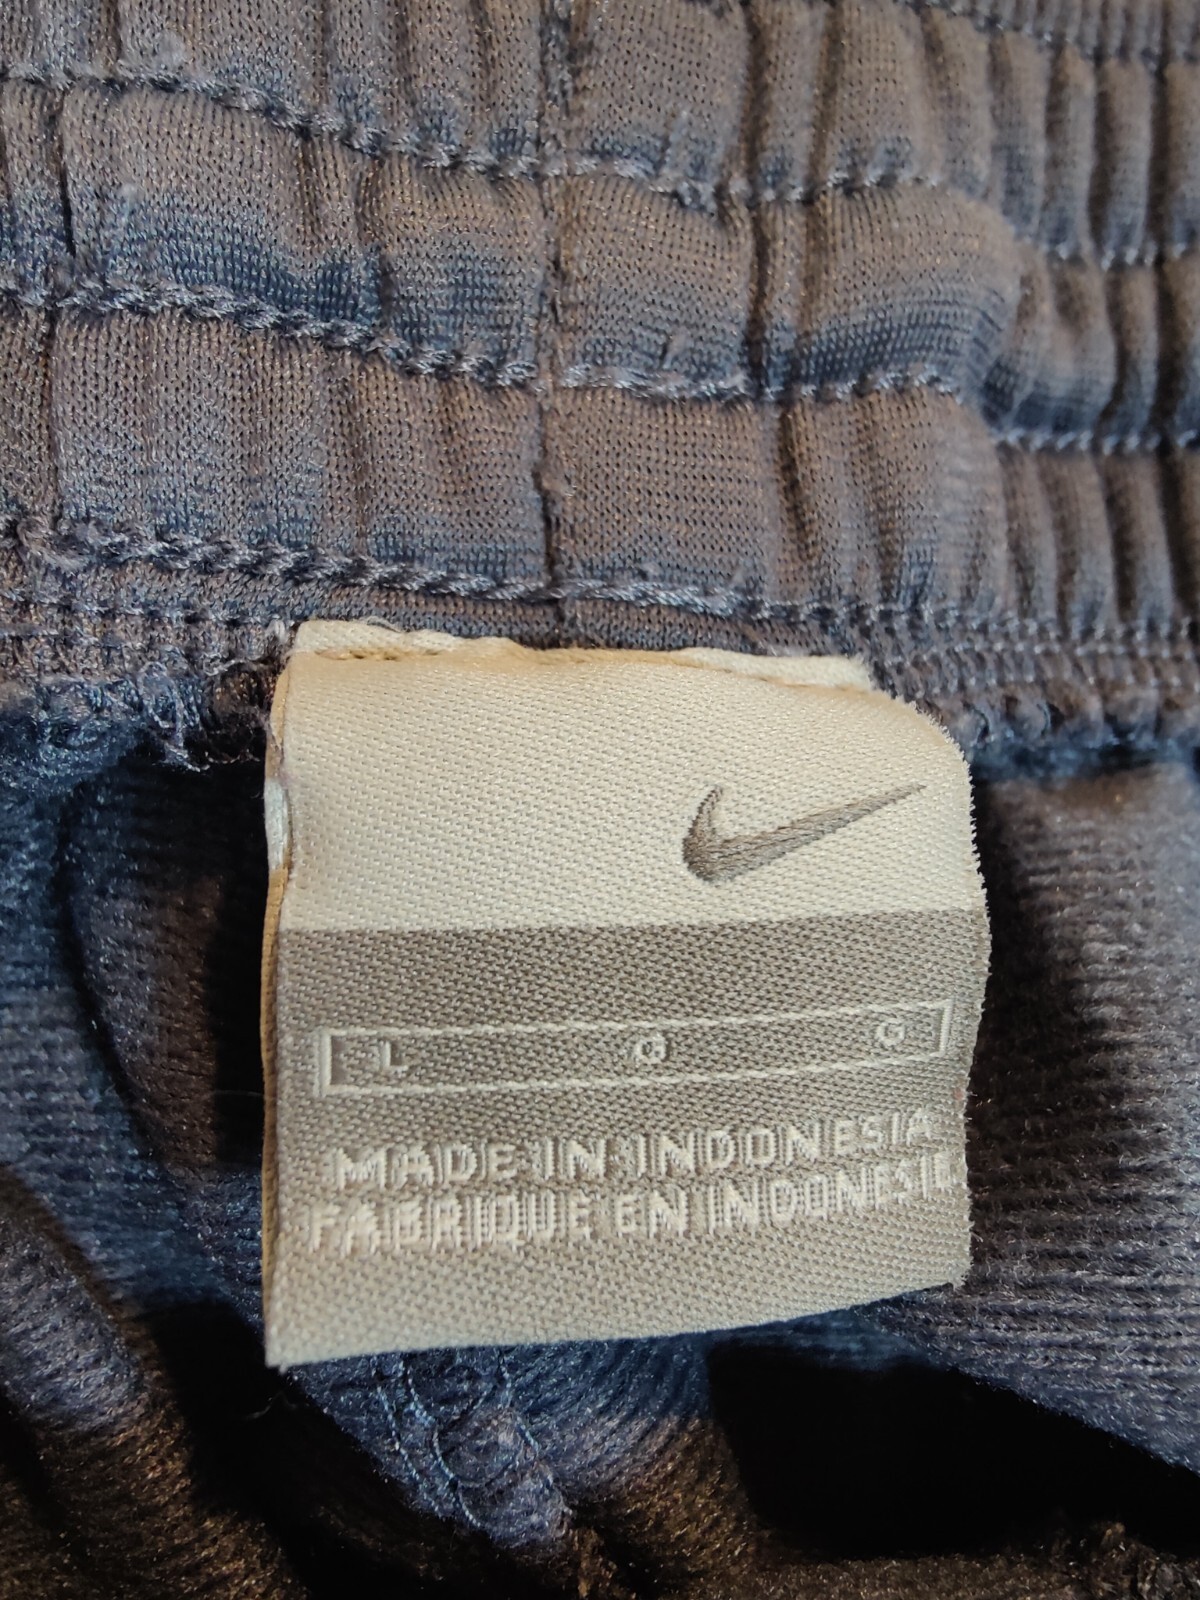 L G G
MADE IN INDONESIA
FABRIQUE EN INDONESIE